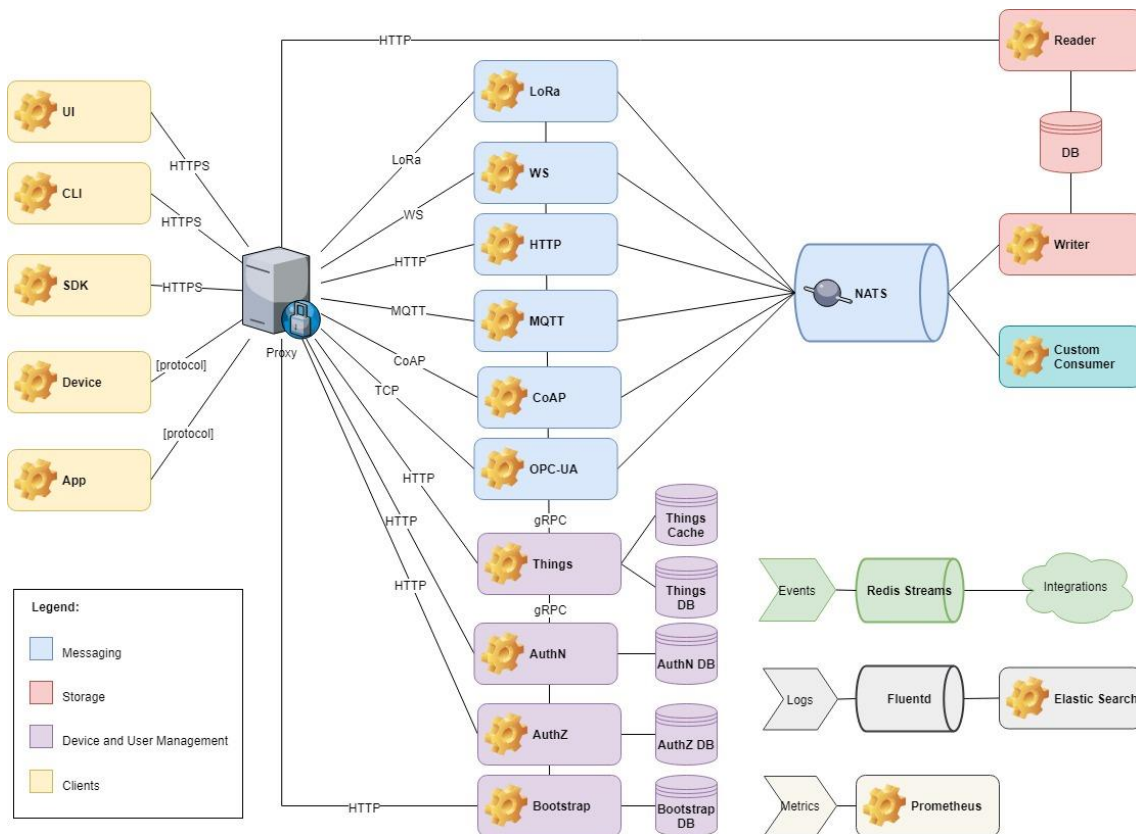 HTTP
Reader
UI
LoRa
HTTPS
LoRa
DB
CLI
WS
HTTPS
WS
HTTP
Writer
SDK
HTTPS
HTTP
NATS
MQTT
MQTT
Proxy
Custom
Consumer
Device
[protocol]
CoAP
CoAP
TCP
[protocol]
App
OPC-UA
HTTP
gRPC
Things
Cache
HTTP
Things
HTTP
Things
DB
Events
Redis Streams
Integrations
gRPC
Legend:
Messaging
Storage
Device and User Management
Clients
AuthN
AuthN DB
Logs
Fluentd
Elastic Search
AuthZ
AuthZ DB
HTTP
Bootstrap
Bootstrap
DB
Metrics
Prometheus